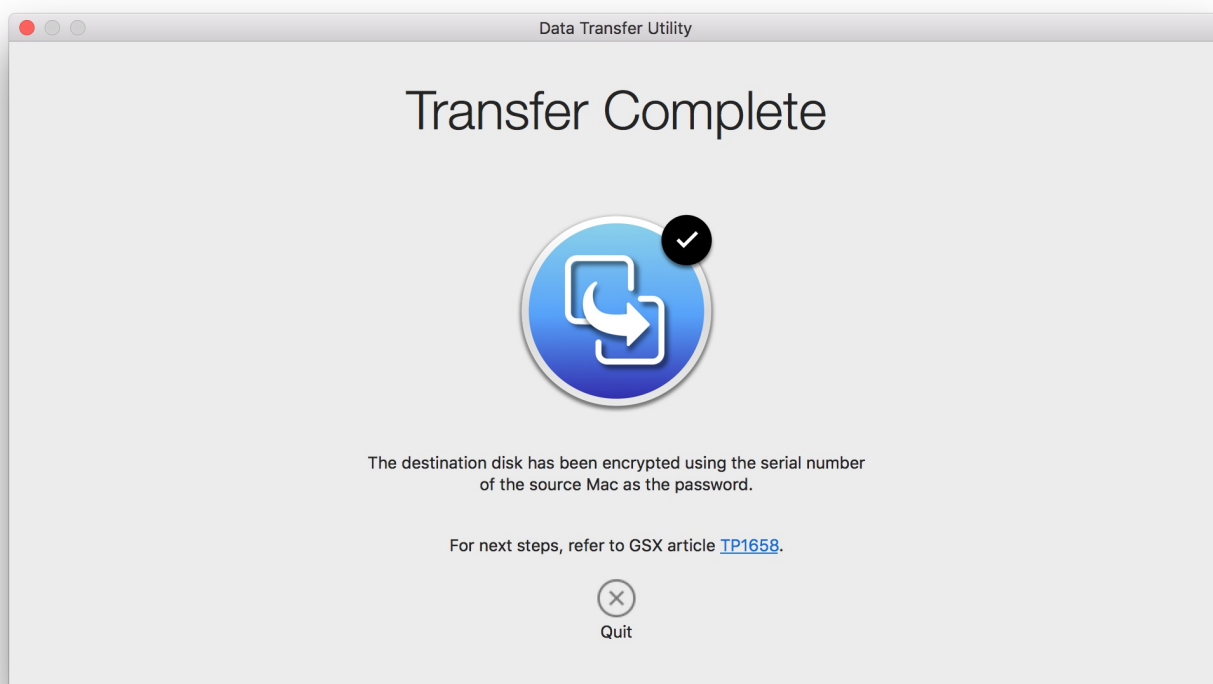 Data Transfer Utility
Transfer Complete
The destination disk has been encrypted using the serial number
of the source Mac as the password.
For next steps, refer to GSX article TP1658.
Quit